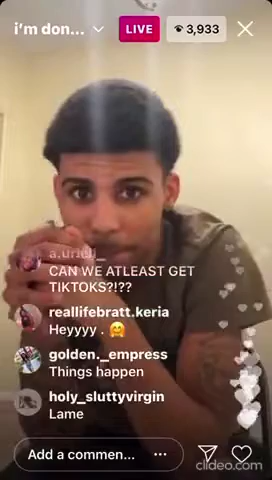 i'm don...
LIVE
3,933
CAN WE ATLEAST GET
TIKTOKS?!??
reallifebratt.keria
Heyyyy . 🤗
golden._empress
Things happen
holy_sluttyvirgin
Lame
Add a commen...
clideo.com